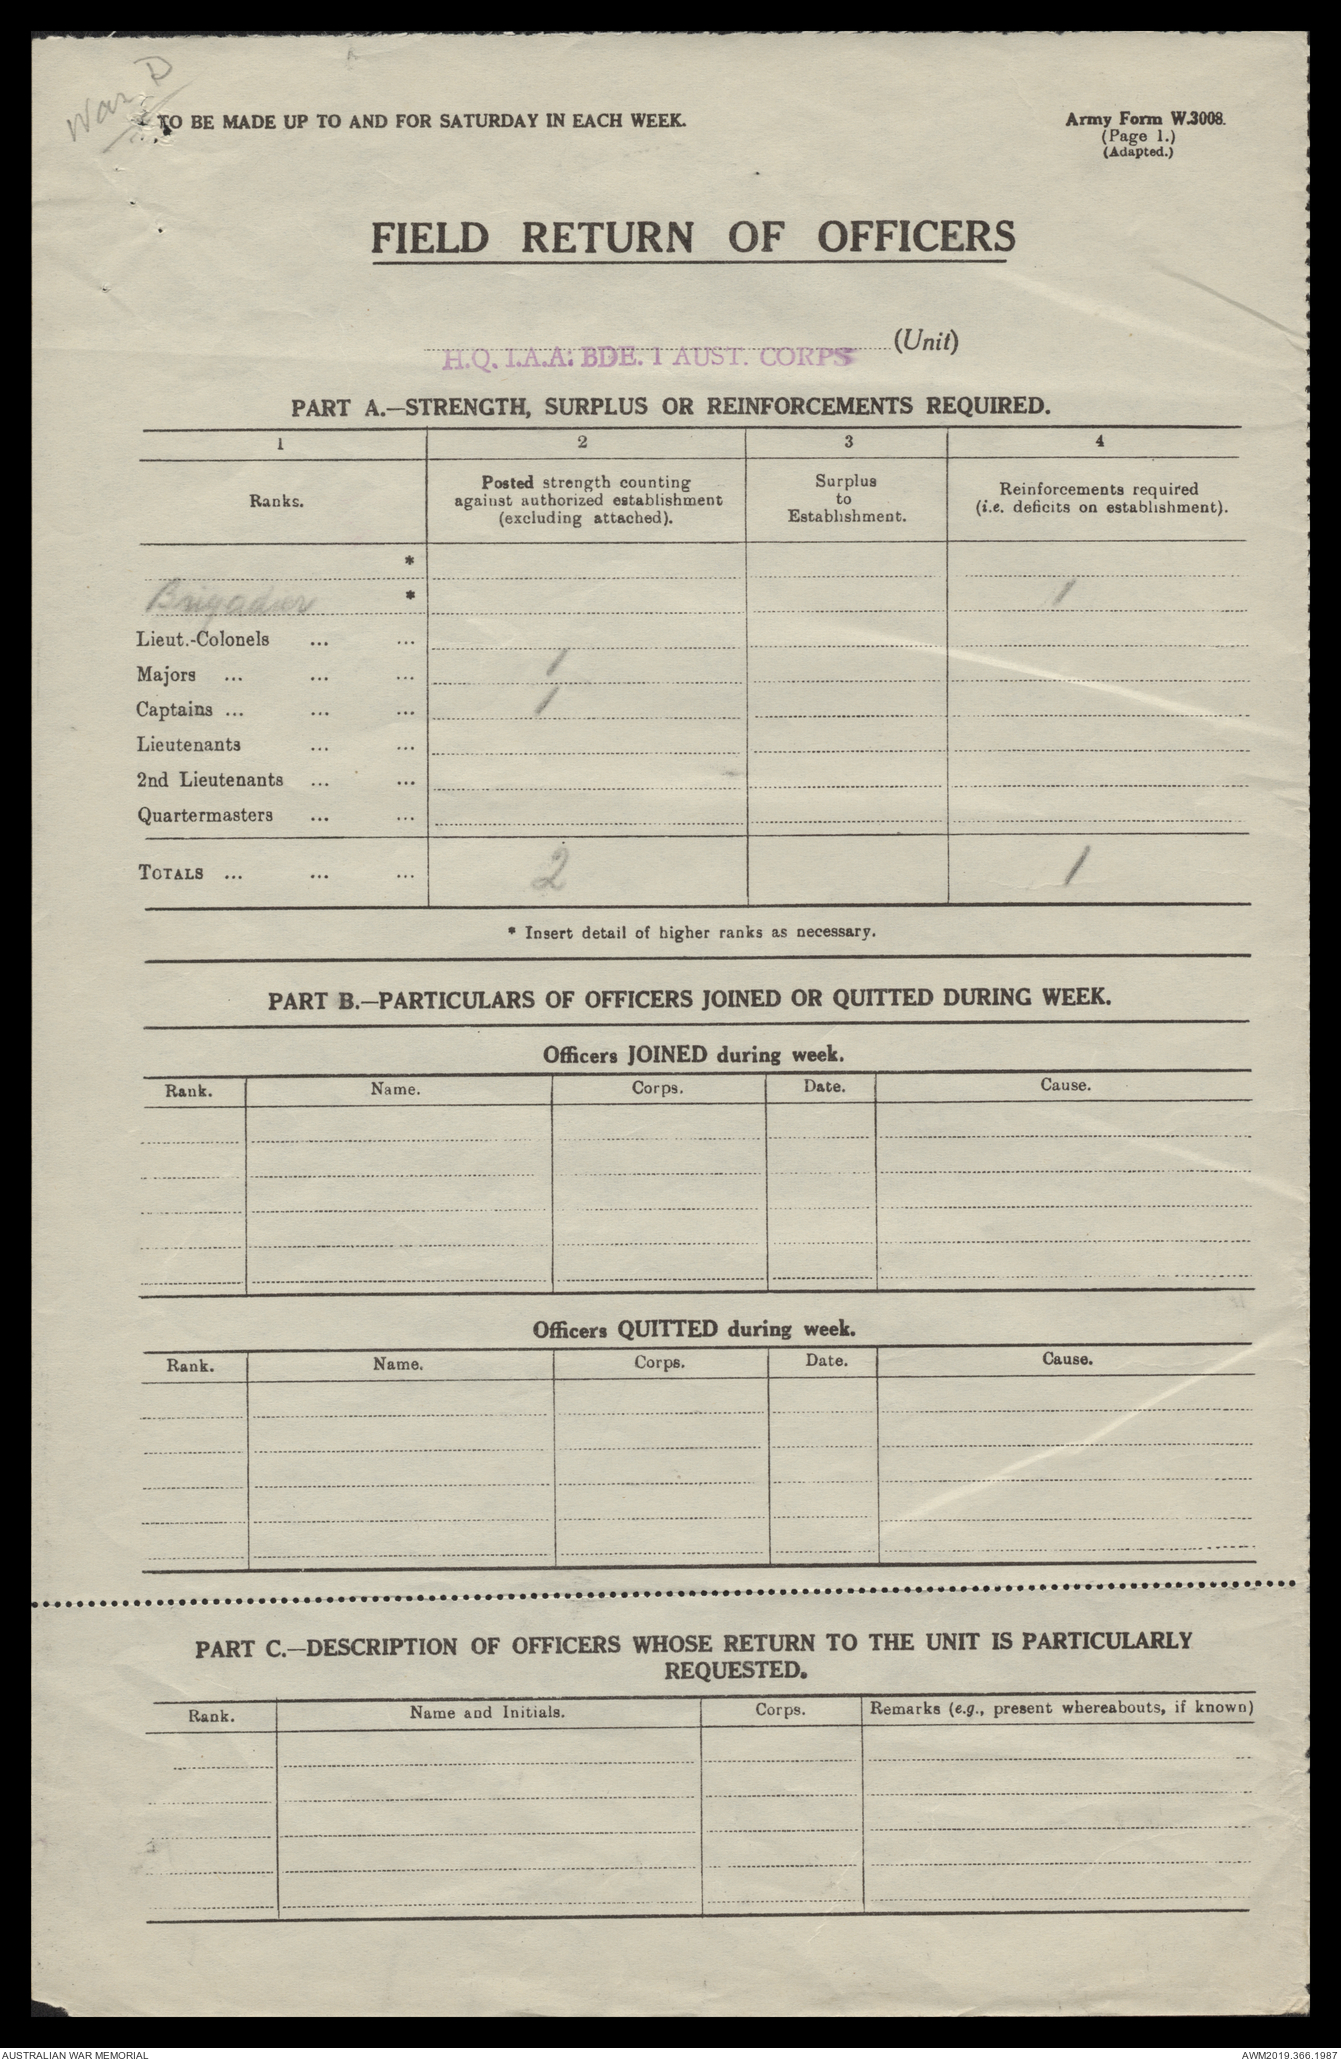 War D
TO BE MADE UP TO AND FOR SATURDAY IN EACH WEEK.
Army Form W.3008.
(Page 1.)
(Adapted.)
FIELD RETURN OF OFFICERS
H.Q. I.A.A: BDE. I AUST. CORPS (Unit)
PART A.—STRENGTH, SURPLUS OR REINFORCEMENTS REQUIRED.
1 2 3 4
Ranks.
Posted strength counting
against authorized establishment
(excluding attached).
Surplus
to
Establishment.
Reinforcements required
(i.e. deficits on establishment).
*
Brigadier * 1
Lieut.-Colonels ... ...
Majors ... ... ... 1
Captains ... ... ... 1
Lieutenants ... ...
2nd Lieutenants ... ...
Quartermasters ... ...
TOTALS ... ... ... 2 1
* Insert detail of higher ranks as necessary.
PART B.—PARTICULARS OF OFFICERS JOINED OR QUITTED DURING WEEK.
Officers JOINED during week.
Rank. Name. Corps. Date. Cause.
Officers QUITTED during week.
Rank. Name. Corps. Date. Cause.
PART C.—DESCRIPTION OF OFFICERS WHOSE RETURN TO THE UNIT IS PARTICULARLY
REQUESTED.
Rank. Name and Initials. Corps. Remarks (e.g., present whereabouts, if known)
AUSTRALIAN WAR MEMORIAL AWM2019.366.1987